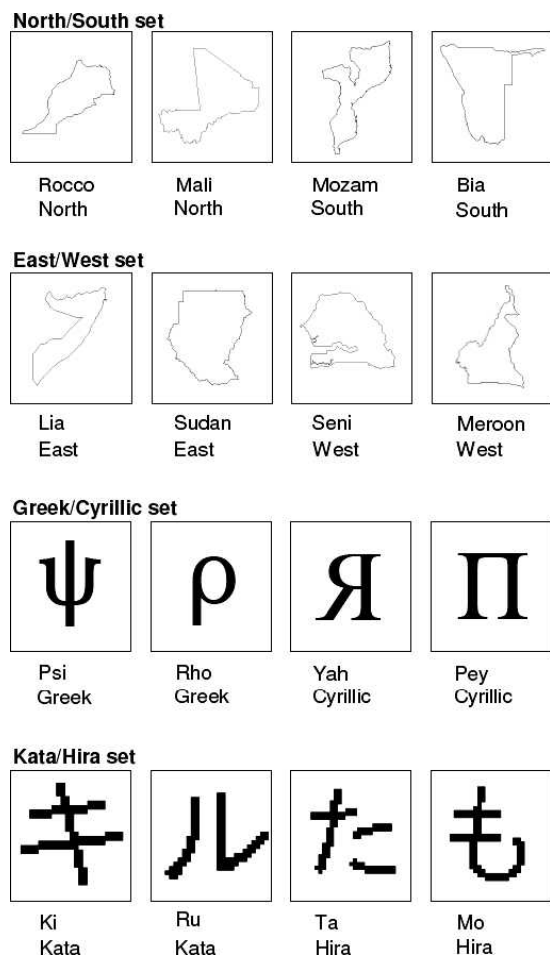 North/South set
Rocco Mali Mozam Bia
North North South South
East/West set
Lia Sudan Seni Meroon
East East West West
Greek/Cyrillic set
ψ ρ Я П
Psi Rho Yah Pey
Greek Greek Cyrillic Cyrillic
Kata/Hira set
キ ル た も
Ki Ru Ta Mo
Kata Kata Hira Hira